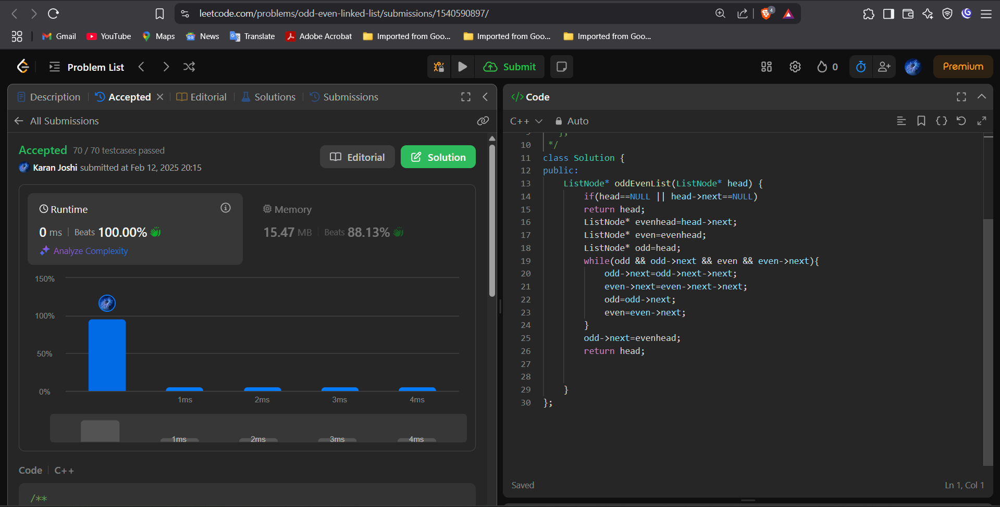 leetcode.com/problems/odd-even-linked-list/submissions/1540590897/
4
Gmail YouTube Maps News Translate Adobe Acrobat Imported from Goo... Imported from Goo... Imported from Goo...
Problem List Submit 0 Premium
Description Accepted Editorial Solutions Submissions
All Submissions
Accepted 70 / 70 testcases passed
Karan Joshi submitted at Feb 12, 2025 20:15
Editorial Solution
Runtime
0 ms Beats 100.00%
Analyze Complexity
Memory
15.47 MB Beats 88.13%
150%
100%
50%
0%
1ms 2ms 3ms 4ms
1ms 2ms 3ms 4ms
Code C++
/**
</> Code
C++ Auto
9 };
10 */
11 class Solution {
12 public:
13 ListNode* oddEvenList(ListNode* head) {
14 if(head==NULL || head->next==NULL)
15 return head;
16 ListNode* evenhead=head->next;
17 ListNode* even=evenhead;
18 ListNode* odd=head;
19 while(odd && odd->next && even && even->next){
20 odd->next=odd->next->next;
21 even->next=even->next->next;
22 odd=odd->next;
23 even=even->next;
24 }
25 odd->next=evenhead;
26 return head;
27
28
29 }
30 };
Saved Ln 1, Col 1